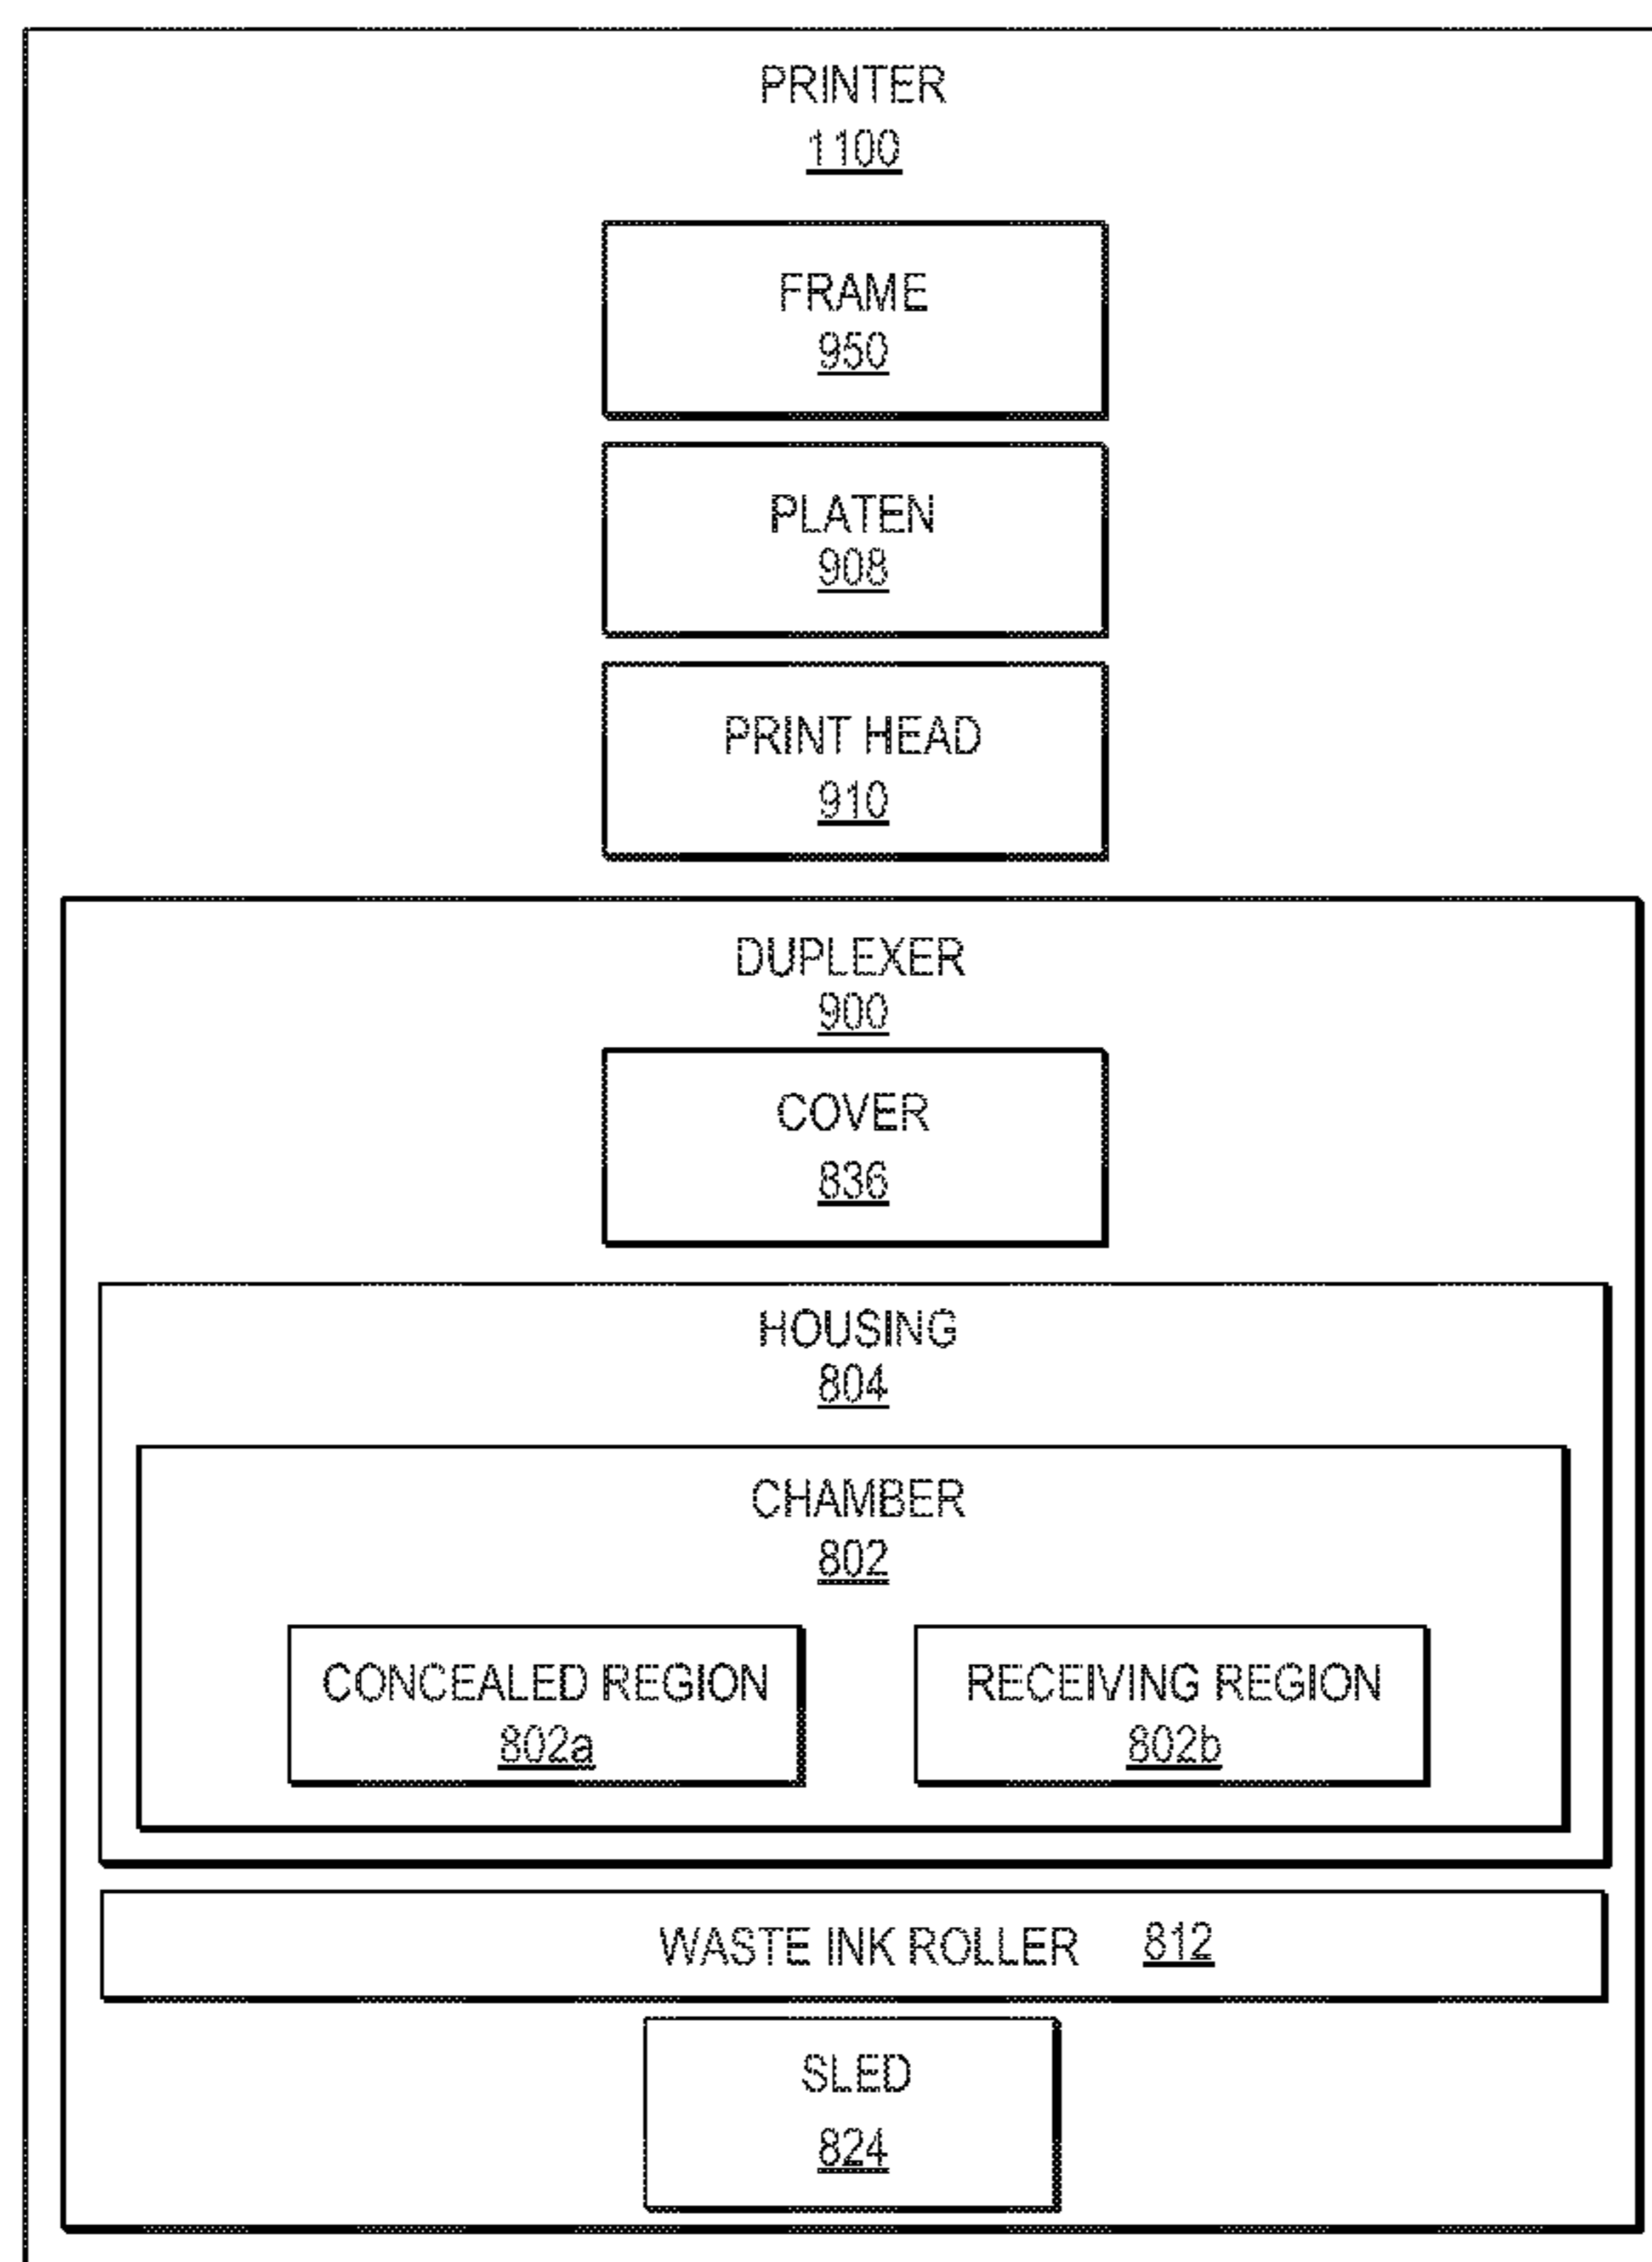 PRINTER
1100
FRAME
950
PLATEN
908
PRINT HEAD
910
DUPLEXER
900
COVER
836
HOUSING
804
CHAMBER
802
CONCEALED REGION
802a
RECEIVING REGION
802b
WASTE INK ROLLER 812
SLED
824